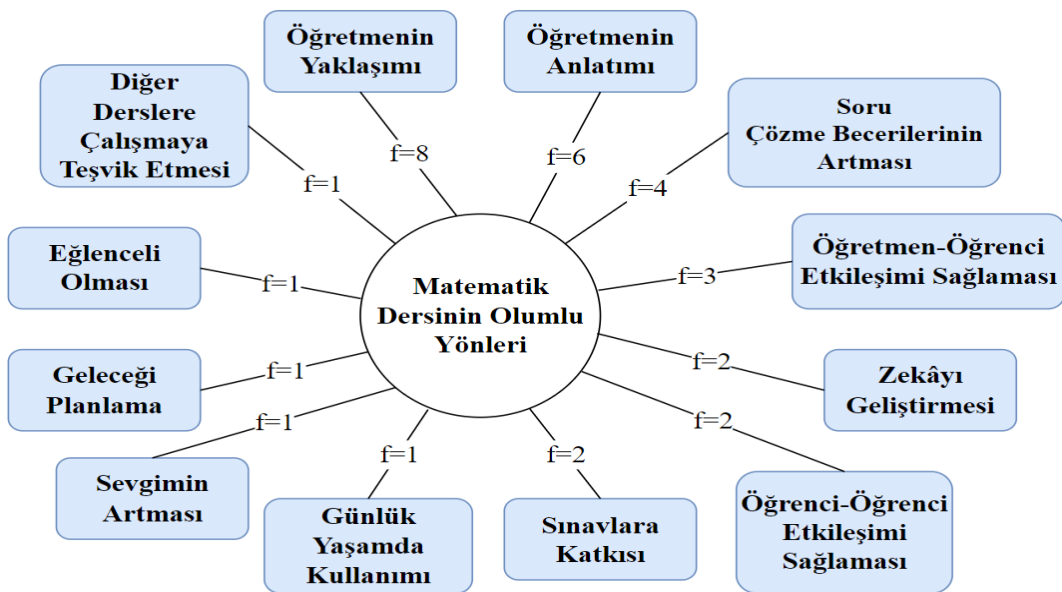 Öğretmenin
Yaklaşımı
f=8
Öğretmenin
Anlatımı
f=6
Soru
Çözme Becerilerinin
Artması
f=4
Öğretmen-Öğrenci
Etkileşimi Sağlaması
f=3
Zekâyı
Geliştirmesi
f=2
Öğrenci-Öğrenci
Etkileşimi
Sağlaması
f=2
Sınavlara
Katkısı
f=2
Günlük
Yaşamda
Kullanımı
f=1
Sevgimin
Artması
f=1
Geleceği
Planlama
f=1
Eğlenceli
Olması
f=1
Diğer
Derslere
Çalışmaya
Teşvik Etmesi
f=1
Matematik
Dersinin Olumlu
Yönleri